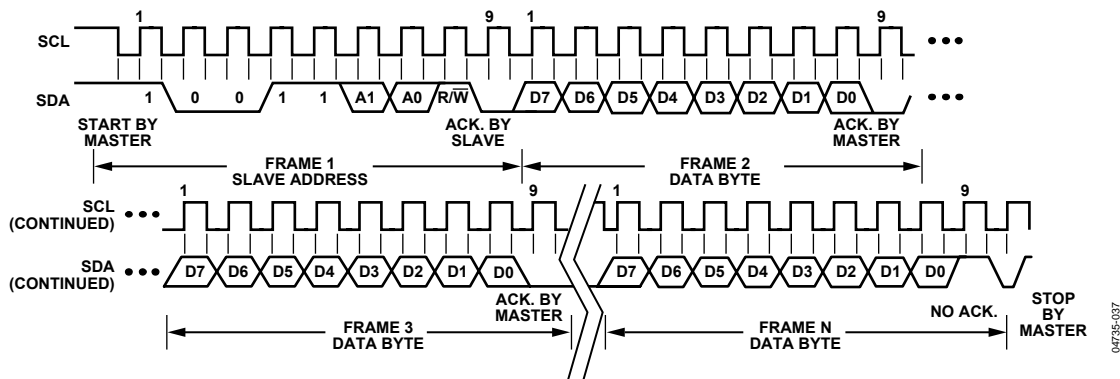 1 9 1 9
SCL
SDA 1 0 0 1 1 A1 A0 R/W̅ D7 D6 D5 D4 D3 D2 D1 D0
START BY MASTER
ACK. BY SLAVE
ACK. BY MASTER
FRAME 1
SLAVE ADDRESS
FRAME 2
DATA BYTE
1 9 1 9
SCL
(CONTINUED)
SDA
(CONTINUED)
D7 D6 D5 D4 D3 D2 D1 D0 D7 D6 D5 D4 D3 D2 D1 D0
ACK. BY
MASTER
NO ACK.
STOP
BY
MASTER
FRAME 3
DATA BYTE
FRAME N
DATA BYTE
04735-037